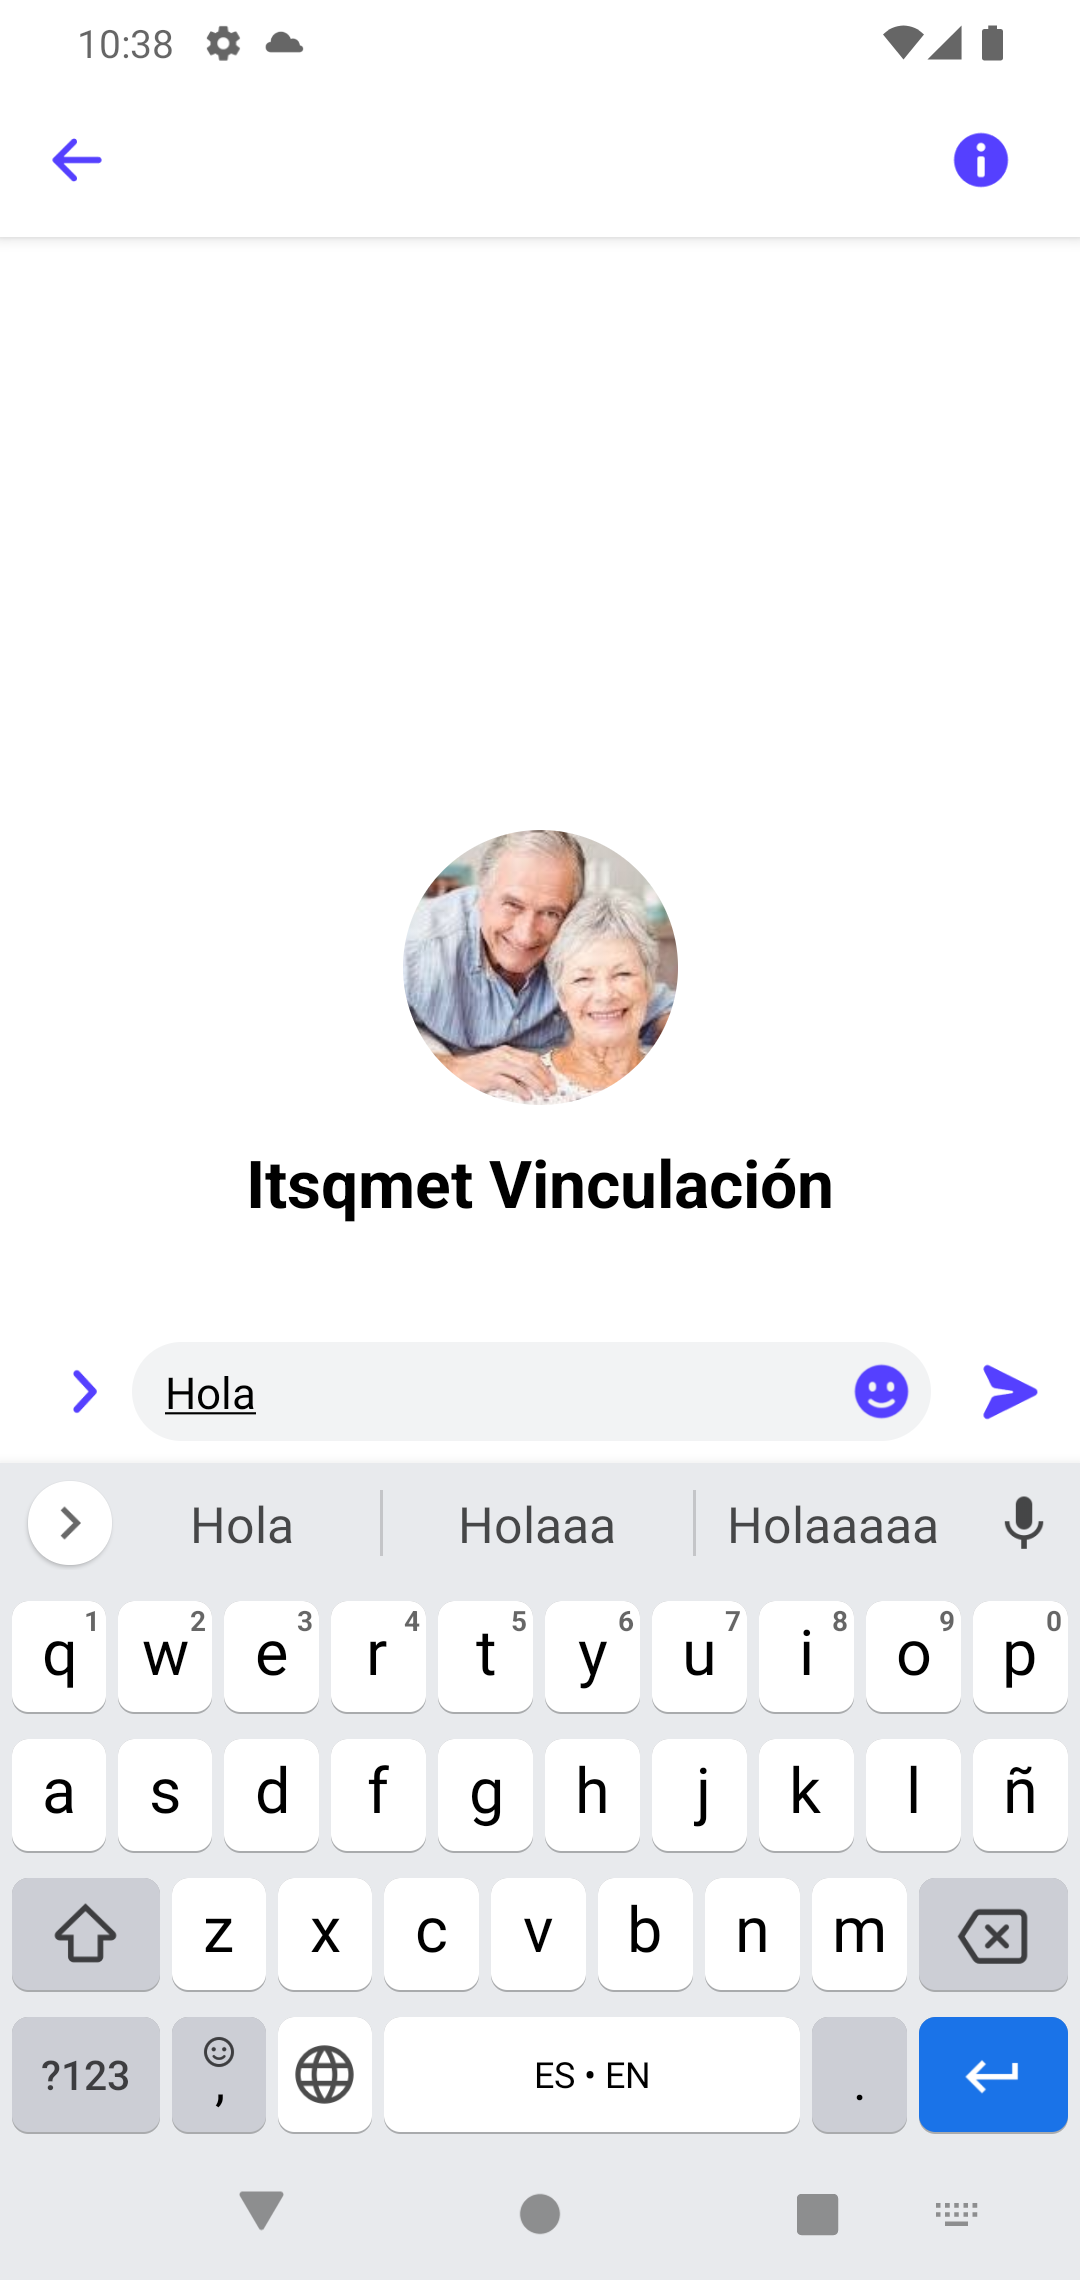 10:38
Itsqmet Vinculación
Hola
Hola Holaaa Holaaaaa
1 2 3 4 5 6 7 8 9 0
q w e r t y u i o p
a s d f g h j k l ñ
z x c v b n m
?123 , ES • EN .